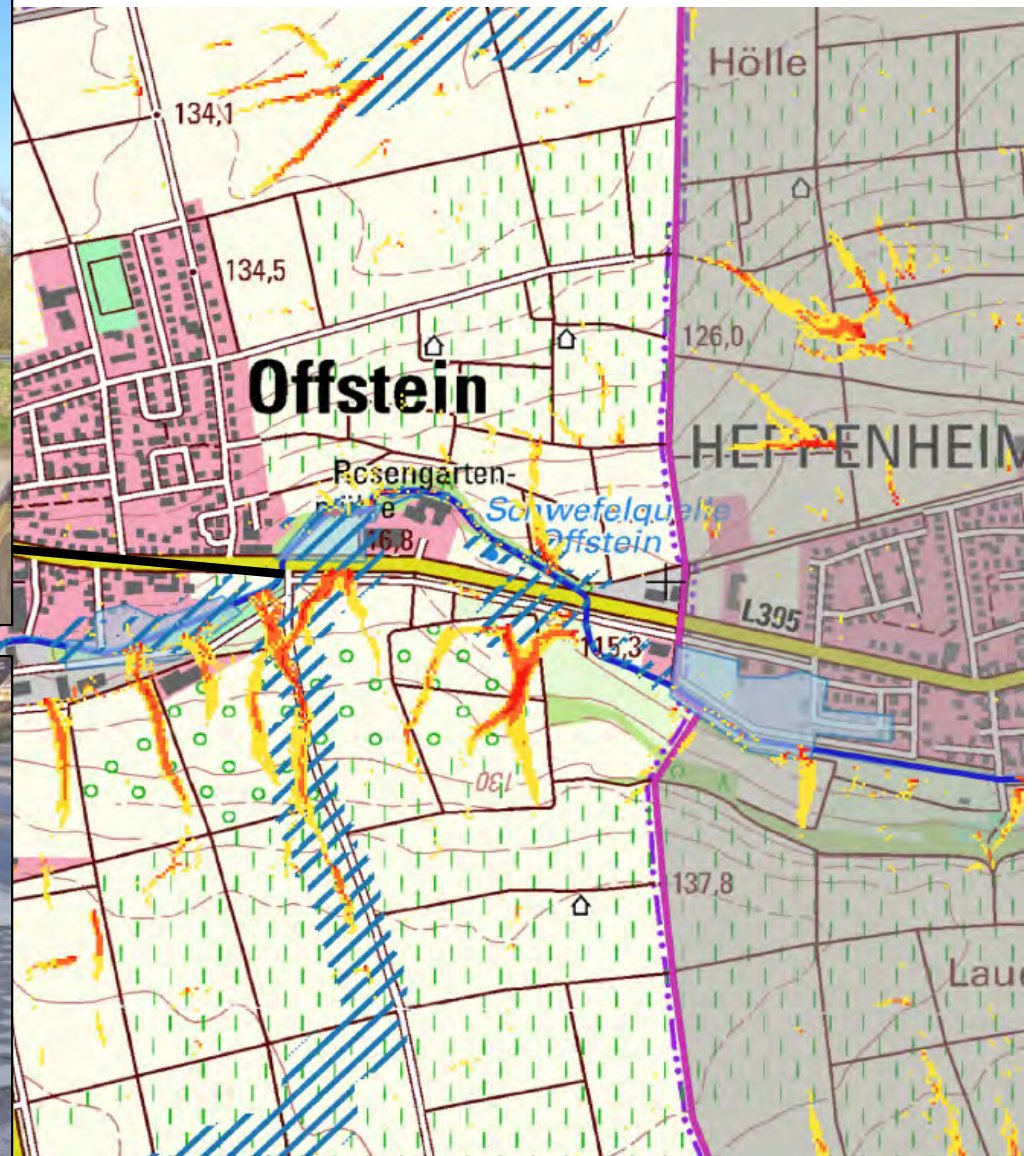 130
Hölle
134,1
134,5
126,0
Offstein
HEPPENHEIM
Rosengarten-
Schwefelquelle
Offstein
L395
115,3
130
137,8